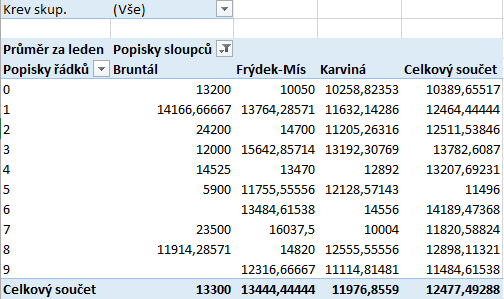 Krev skup. (Vše)
Průměr za leden Popisky sloupců
Popisky řádků Bruntál Frýdek-Mís Karviná Celkový součet
0 13200 10050 10258,82353 10389,65517
1 14166,66667 13764,28571 11632,14286 12464,44444
2 24200 14700 11205,26316 12511,53846
3 12000 15642,85714 13192,30769 13782,6087
4 14525 13470 12892 13207,69231
5 5900 11755,55556 12128,57143 11496
6 13484,61538 14556 14189,47368
7 23500 16037,5 10004 11820,58824
8 11914,28571 14820 12555,55556 12898,11321
9 12316,66667 11114,81481 11484,61538
Celkový součet 13300 13444,44444 11976,8559 12477,49288